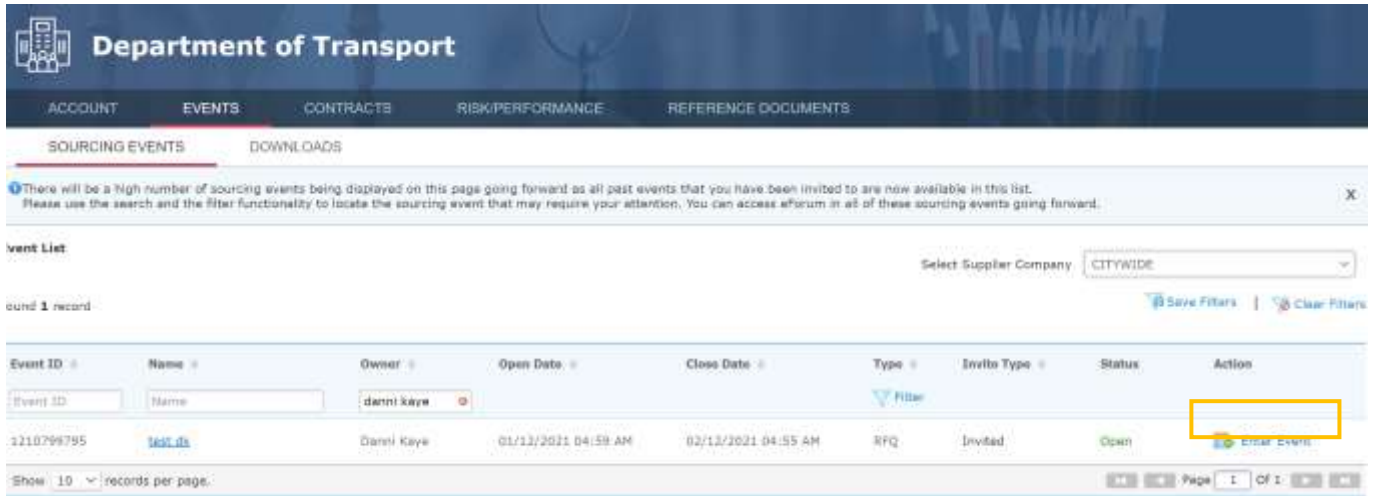 Department of Transport
ACCOUNT EVENTS CONTRACTS RISK/PERFORMANCE REFERENCE DOCUMENTS
SOURCING EVENTS DOWNLOADS
There will be a high number of sourcing events being displayed on this page going forward as all past events that you have been invited to are now available in this list. X
Please use the search and the filter functionality to locate the sourcing event that may require your attention. You can access eForum in all of these sourcing events going forward.
vent List
Select Supplier Company CITYWIDE
ound 1 record Save Filters | Clear Filters
Event ID Name Owner Open Date Close Date Type Invite Type Status Action
Event ID Name danni kaye Filter
1210799795 test dk Danni Kaye 01/12/2021 04:59 AM 02/12/2021 04:55 AM RFQ Invited Open Enter Event
Show 10 records per page. Page 1 Of 1